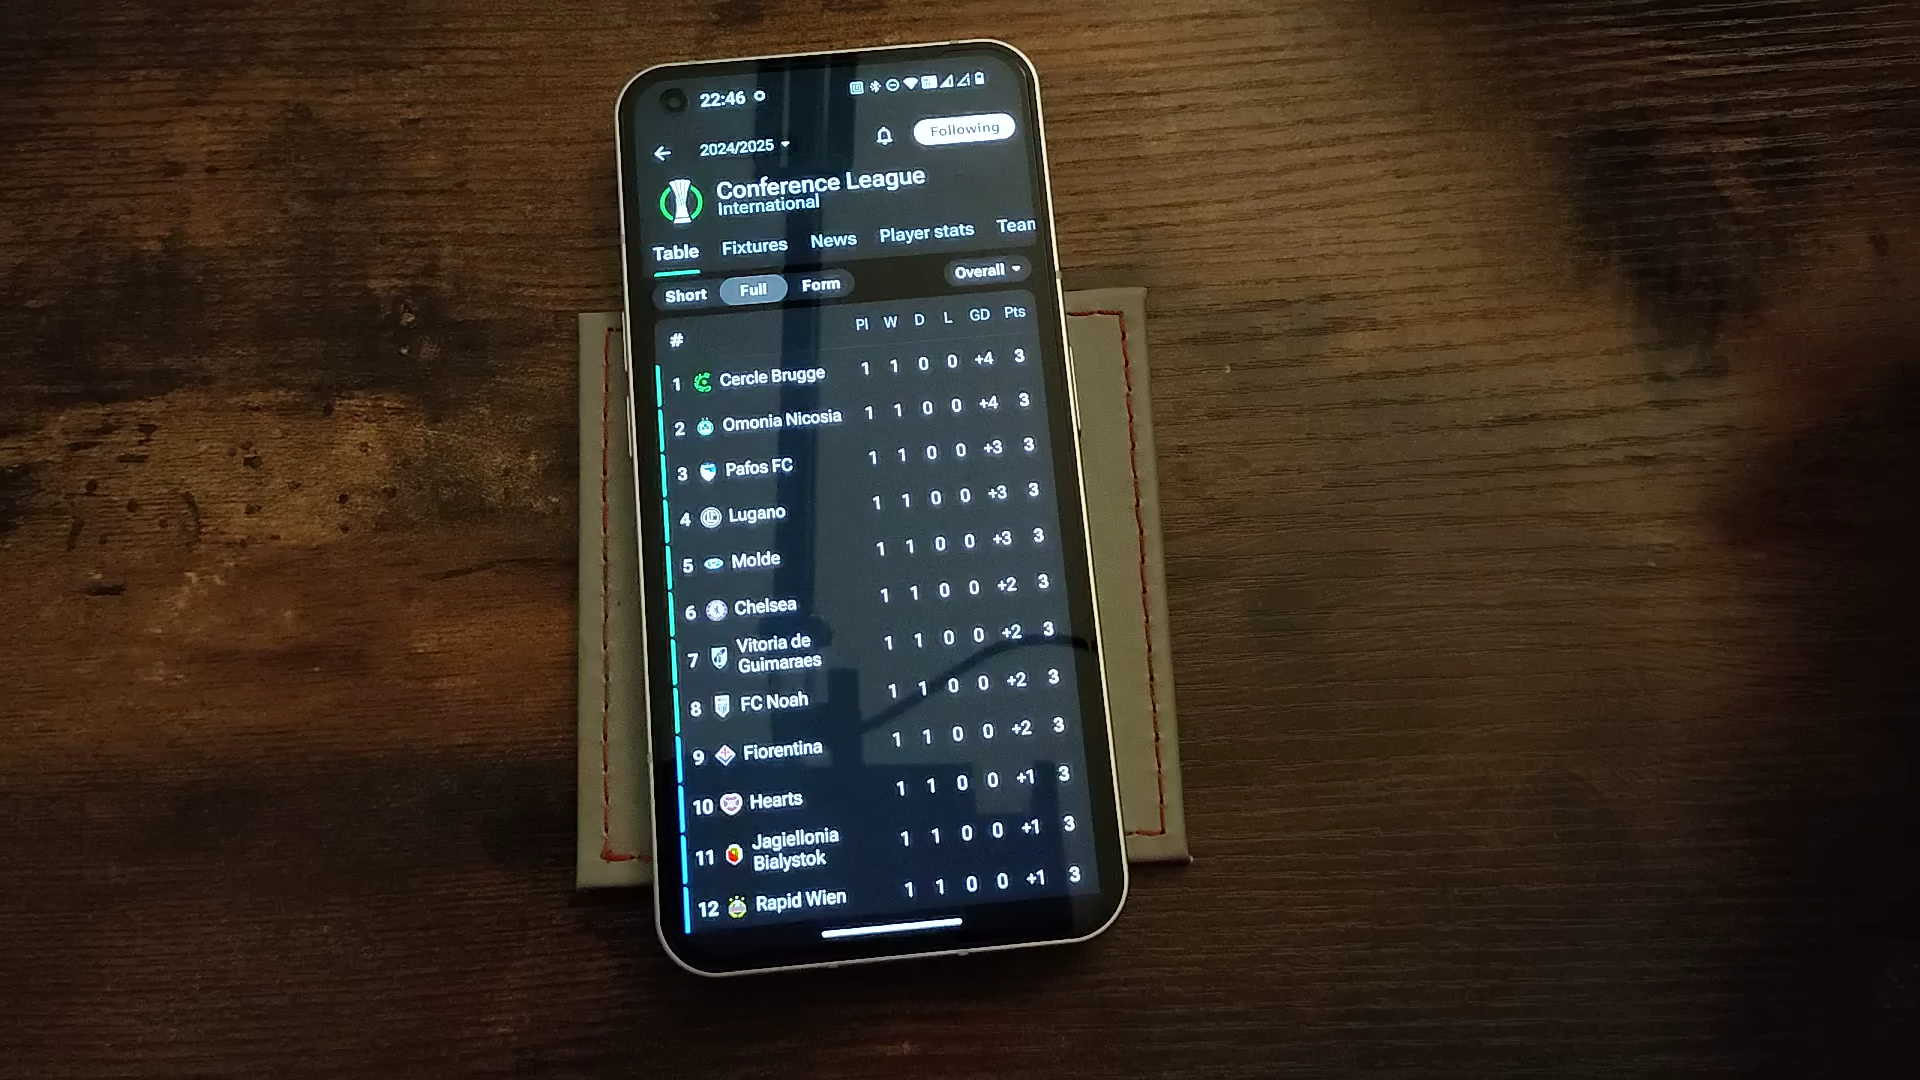 22:46
2024/2025
Following
Conference League
International
Table Fixtures News Player stats Tean
Short Full Form Overall
# Pl W D L GD Pts
1 Cercle Brugge 1 1 0 0 +4 3
2 Omonia Nicosia 1 1 0 0 +4 3
3 Pafos FC 1 1 0 0 +3 3
4 Lugano 1 1 0 0 +3 3
5 Molde 1 1 0 0 +3 3
6 Chelsea 1 1 0 0 +2 3
7 Vitoria de
Guimaraes 1 1 0 0 +2 3
8 FC Noah 1 1 0 0 +2 3
9 Fiorentina 1 1 0 0 +2 3
10 Hearts 1 1 0 0 +1 3
11 Jagiellonia
Bialystok 1 1 0 0 +1 3
12 Rapid Wien 1 1 0 0 +1 3